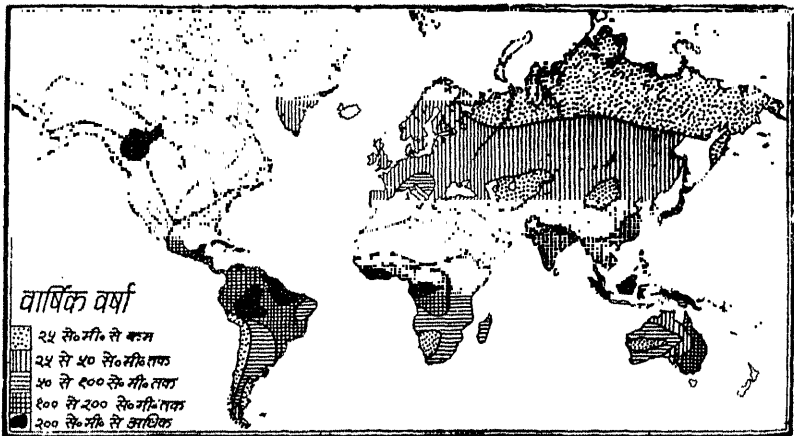 वार्षिक वर्षा
२५ से॰मी॰ से कम
२५ से ५० से॰मी॰तक
५० से १०० से॰मी॰तक
१०० से २०० से॰मी॰तक
२०० से॰मी॰ से अधिक